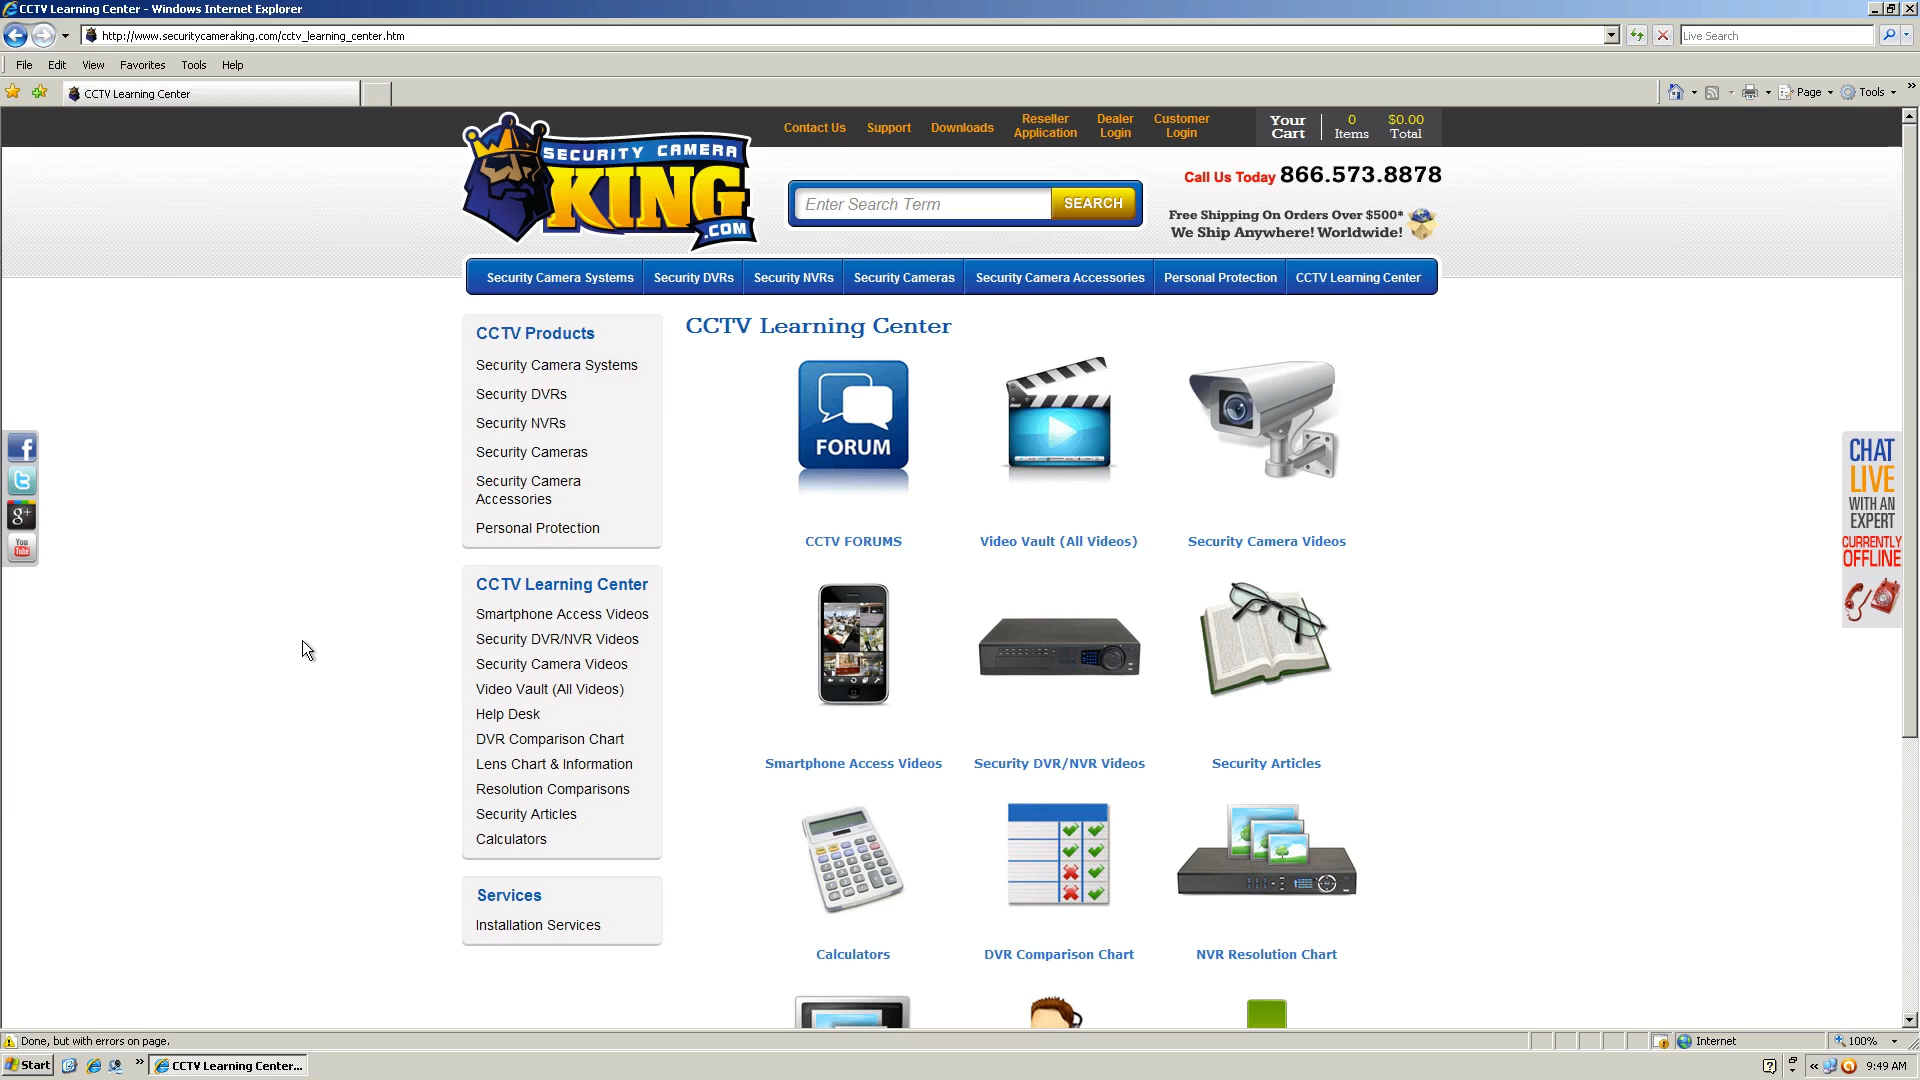 CCTV Learning Center - Windows Internet Explorer
http://www.securitycameraking.com/cctv_learning_center.htm
Live Search
File Edit View Favorites Tools Help
CCTV Learning Center
Page Tools
Contact Us Support Downloads Reseller Application Dealer Login Customer Login
Your Cart 0 Items $0.00 Total
SECURITY CAMERA
KING
.COM
Enter Search Term SEARCH
Call Us Today 866.573.8878
Free Shipping On Orders Over $500*
We Ship Anywhere! Worldwide!
Security Camera Systems Security DVRs Security NVRs Security Cameras Security Camera Accessories Personal Protection CCTV Learning Center
CCTV Products
Security Camera Systems
Security DVRs
Security NVRs
Security Cameras
Security Camera
Accessories
Personal Protection
CCTV Learning Center
Smartphone Access Videos
Security DVR/NVR Videos
Security Camera Videos
Video Vault (All Videos)
Help Desk
DVR Comparison Chart
Lens Chart & Information
Resolution Comparisons
Security Articles
Calculators
Services
Installation Services
CCTV Learning Center
FORUM
CCTV FORUMS Video Vault (All Videos) Security Camera Videos
Smartphone Access Videos Security DVR/NVR Videos Security Articles
Calculators DVR Comparison Chart NVR Resolution Chart
f
t
g+
You
Tube
CHAT
LIVE
WITH AN
EXPERT
CURRENTLY
OFFLINE
Done, but with errors on page.
Internet
100%
Start
CCTV Learning Center...
9:49 AM